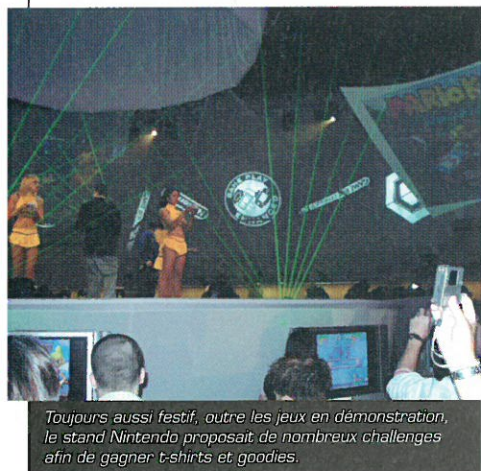 Toujours aussi festif, outre les jeux en démonstration,
le stand Nintendo proposait de nombreux challenges
afin de gagner t-shirts et goodies.